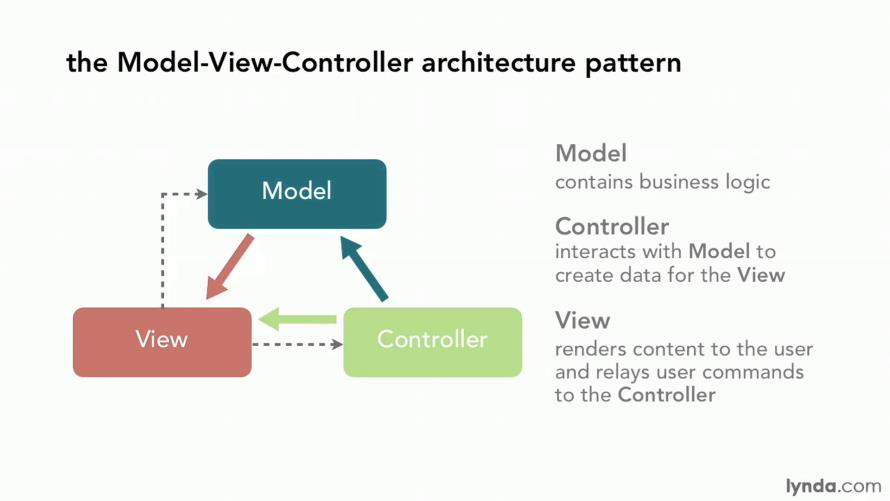 the Model-View-Controller architecture pattern
Model
View
Controller
Model
contains business logic
Controller
interacts with Model to
create data for the View
View
renders content to the user
and relays user commands
to the Controller
lynda.com